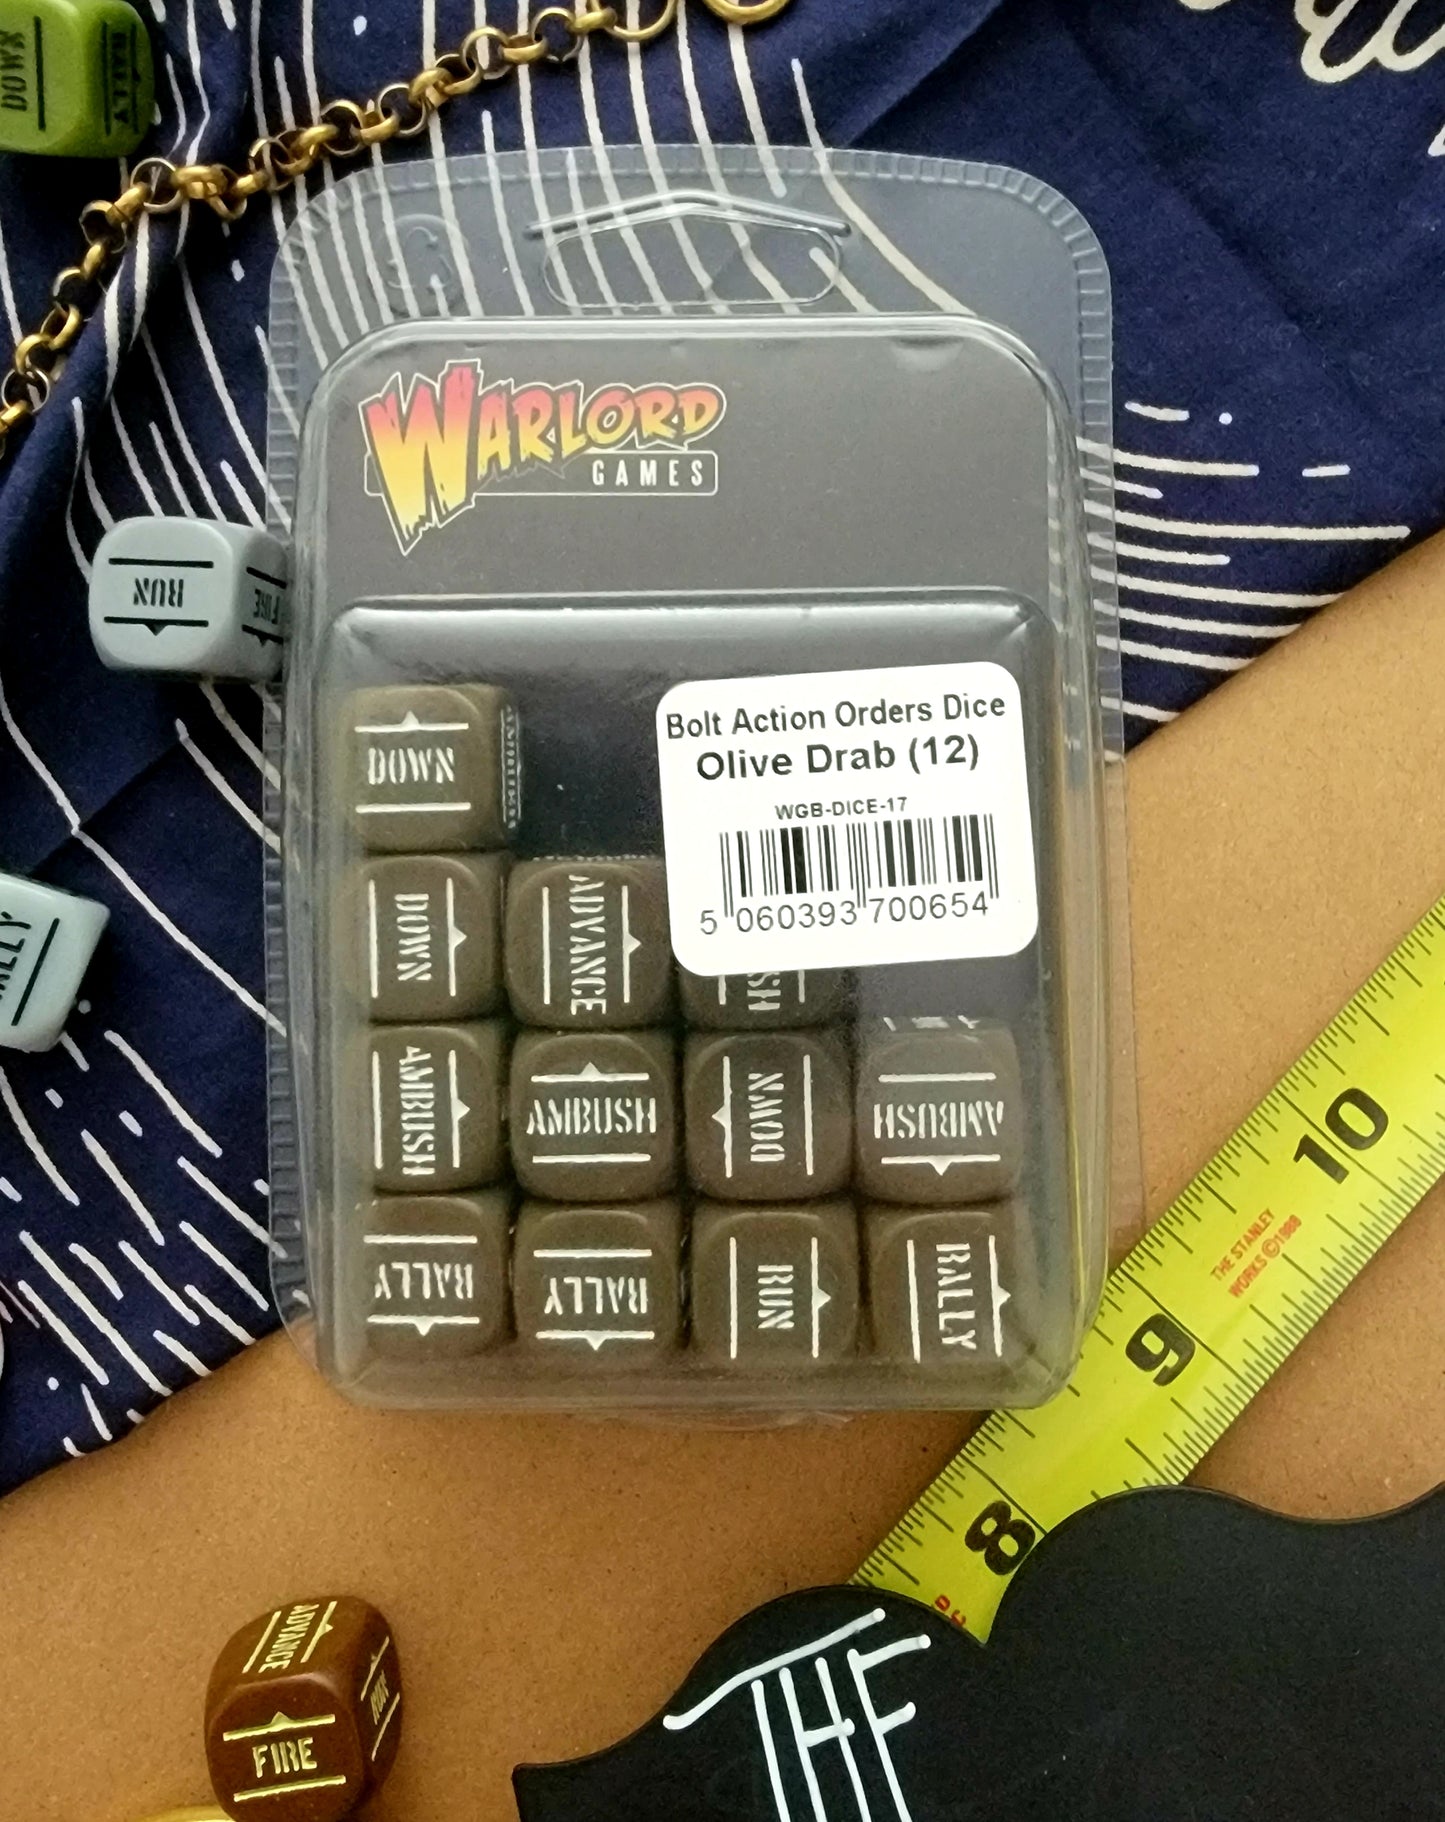 DOWN
RALLY
WARLORD
GAMES
RUN
FIRE
Bolt Action Orders Dice
Olive Drab (12)
WGB-DICE-17
5 060393 700654
DOWN
DOWN
ADVANCE
SH
AMBUSH
AMBUSH
DOWN
AMBUSH
RALLY
RALLY
RUN
RALLY
10
9
8
THE STANLEY
WORKS ©1988
ADVANCE
RUN
FIRE
THE